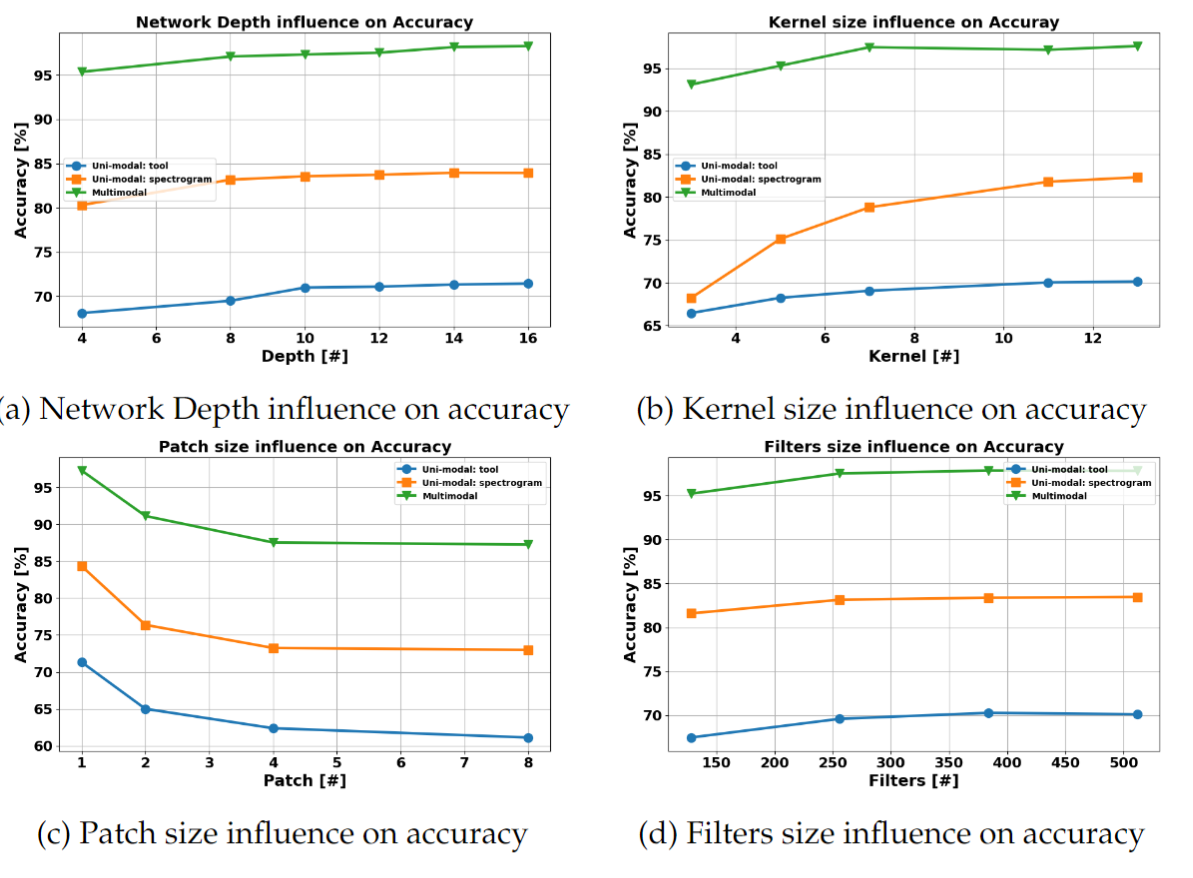 Network Depth influence on Accuracy
Accuracy [%]
95
90
85
80
75
70
Uni-modal: tool
Uni-modal: spectrogram
Multimodal
4 6 8 10 12 14 16
Depth [#]
(a) Network Depth influence on accuracy
Kernel size influence on Accuray
Accuracy [%]
95
90
85
80
75
70
65
Uni-modal: tool
Uni-modal: spectrogram
Multimodal
4 6 8 10 12
Kernel [#]
(b) Kernel size influence on accuracy
Patch size influence on Accuracy
Accuracy [%]
95
90
85
80
75
70
65
60
Uni-modal: tool
Uni-modal: spectrogram
Multimodal
1 2 3 4 5 6 7 8
Patch [#]
(c) Patch size influence on accuracy
Filters size influence on Accuracy
Accuracy [%]
95
90
85
80
75
70
Uni-modal: tool
Uni-modal: spectrogram
Multimodal
150 200 250 300 350 400 450 500
Filters [#]
(d) Filters size influence on accuracy